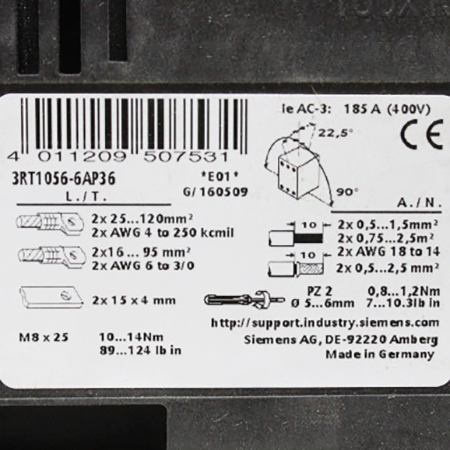 Ie AC-3: 185 A (400V)
22,5°
90°
CE
4 011209 507531
3RT1056-6AP36
*E01*
G/160509
L./T.
A./N.
2x 25...120mm²
2x AWG 4 to 250 kcmil
2x16 ... 95 mm²
2x AWG 6 to 3/0
2x 15 x 4 mm
M8 x 25
10...14Nm
89...124 lb in
10
2x 0,5...1,5mm²
2x 0,75...2,5mm²
10
2x AWG 18 to 14
2x 0,5...2,5 mm²
PZ 2
0,8...1,2Nm
Ø 5...6mm
7...10.3lb in
http://support.industry.siemens.com
Siemens AG, DE-92220 Amberg
Made in Germany